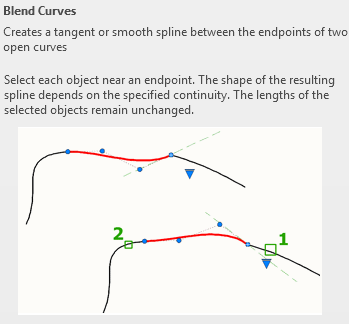 Blend Curves
Creates a tangent or smooth spline between the endpoints of two
open curves
Select each object near an endpoint. The shape of the resulting
spline depends on the specified continuity. The lengths of the
selected objects remain unchanged.
2
1